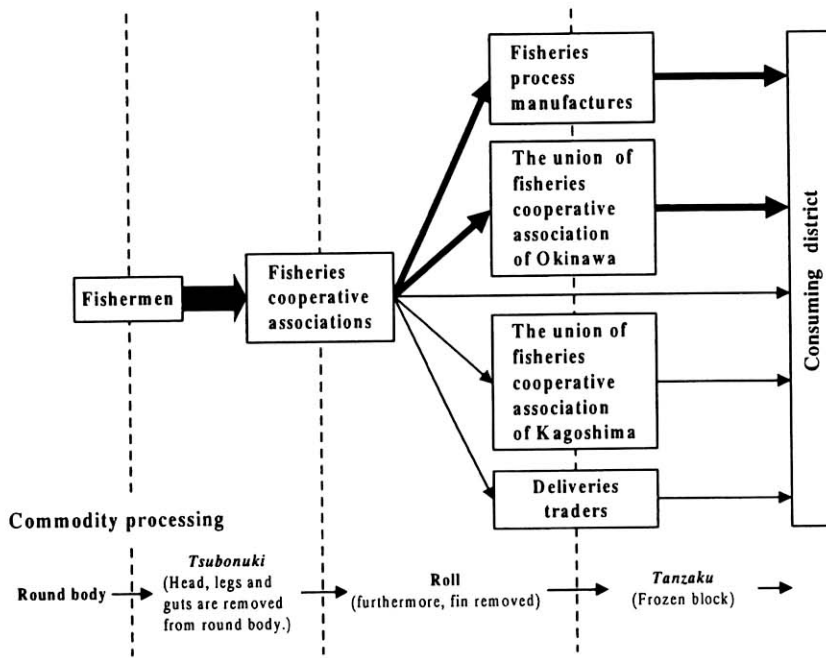 Fisheries
process
manufactures
The union of
fisheries
cooperative
association
of Okinawa
Fishermen
Fisheries
cooperative
associations
The union of
fisheries
cooperative
association
of Kagoshima
Deliveries
traders
Consuming district
Commodity processing
Round body
Tsubonuki
(Head, legs and
guts are removed
from round body.)
Roll
(furthermore, fin removed)
Tanzaku
(Frozen block)